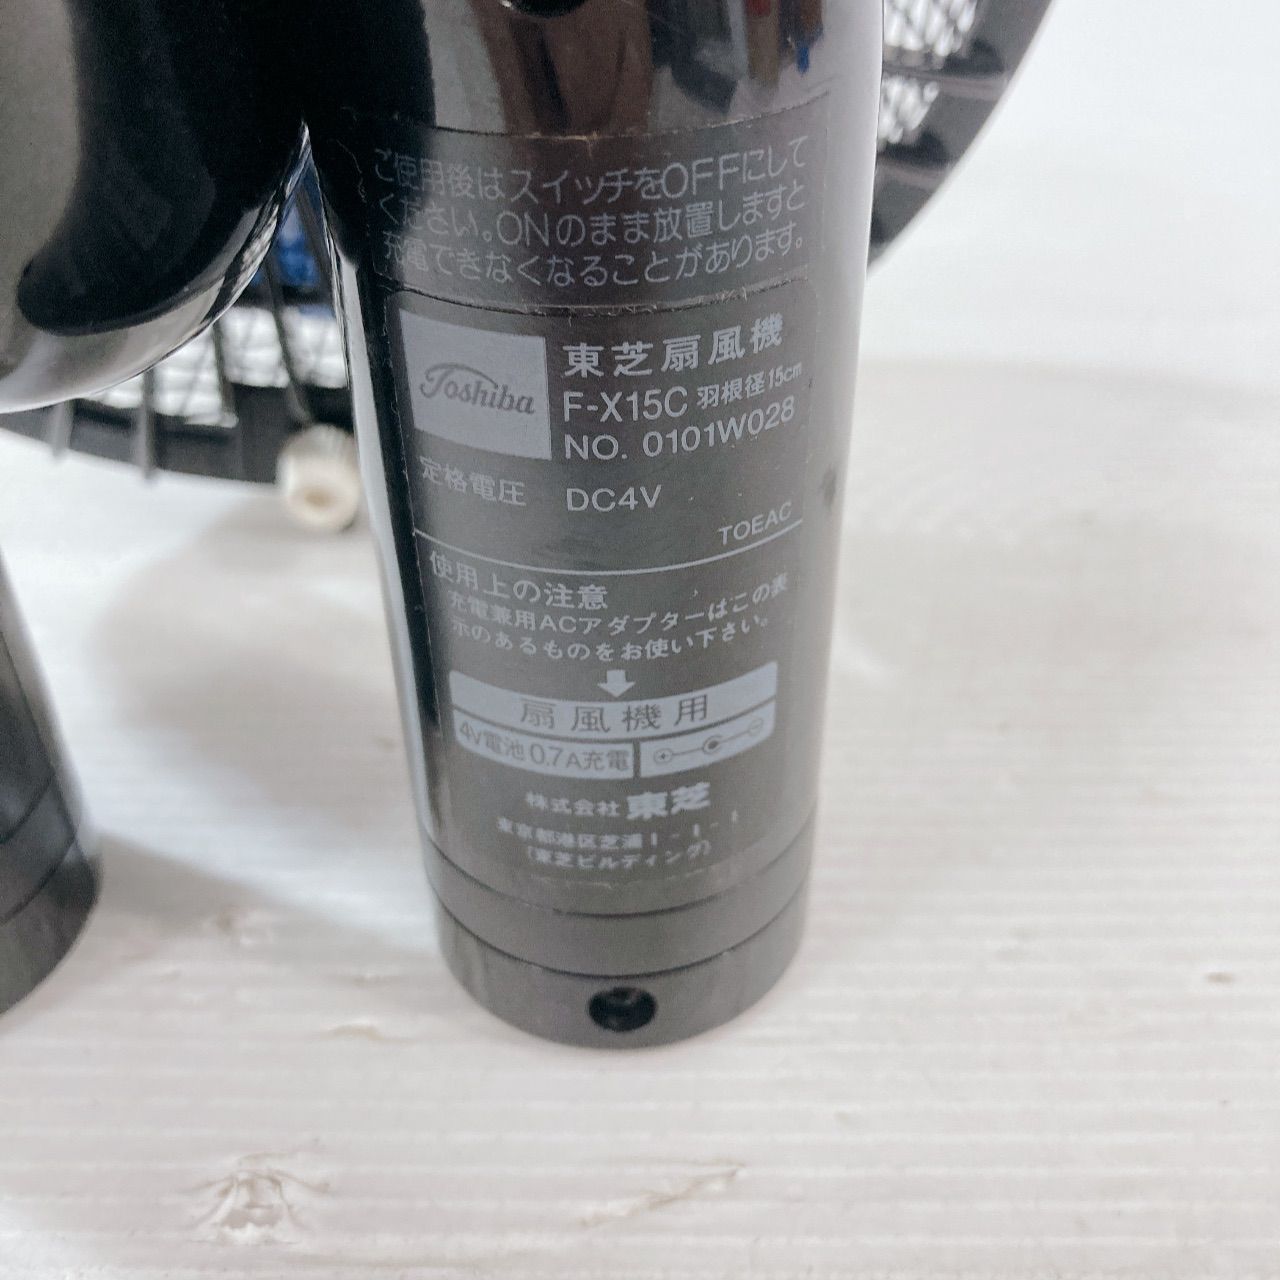 ご使用後はスイッチをOFFにして
ください。ONのまま放置しますと
充電できなくなることがあります。
Toshiba
東芝扇風機
F-X15C 羽根径15cm
NO. 0101W028
定格電圧 DC4V
TOEAC
使用上の注意
充電兼用ACアダプターはこの表
示のあるものをお使い下さい。
扇風機用
4V電池0.7A充電
株式会社 東芝
東京都港区芝浦1-1-1
(東芝ビルディング)